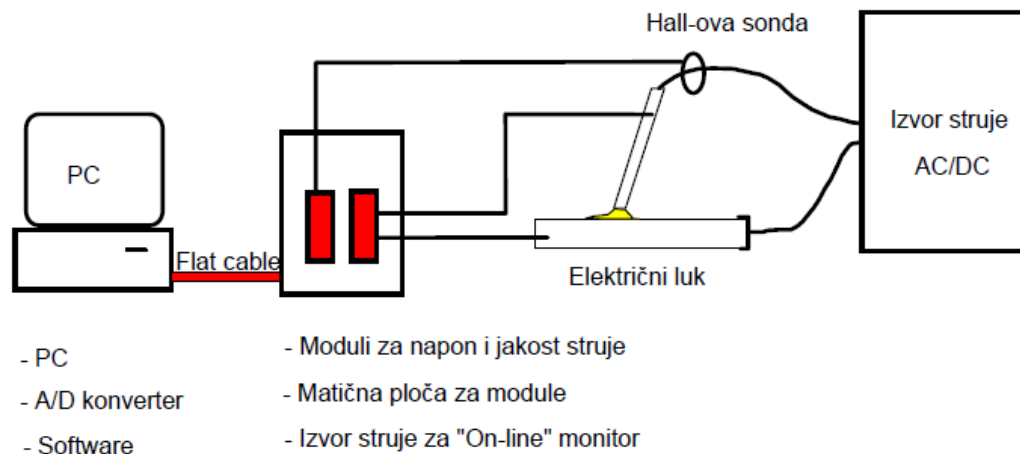 Hall-ova sonda
Izvor struje
AC/DC
PC
Flat cable
Električni luk
- PC
- A/D konverter
- Software
- Moduli za napon i jakost struje
- Matična ploča za module
- Izvor struje za "On-line" monitor